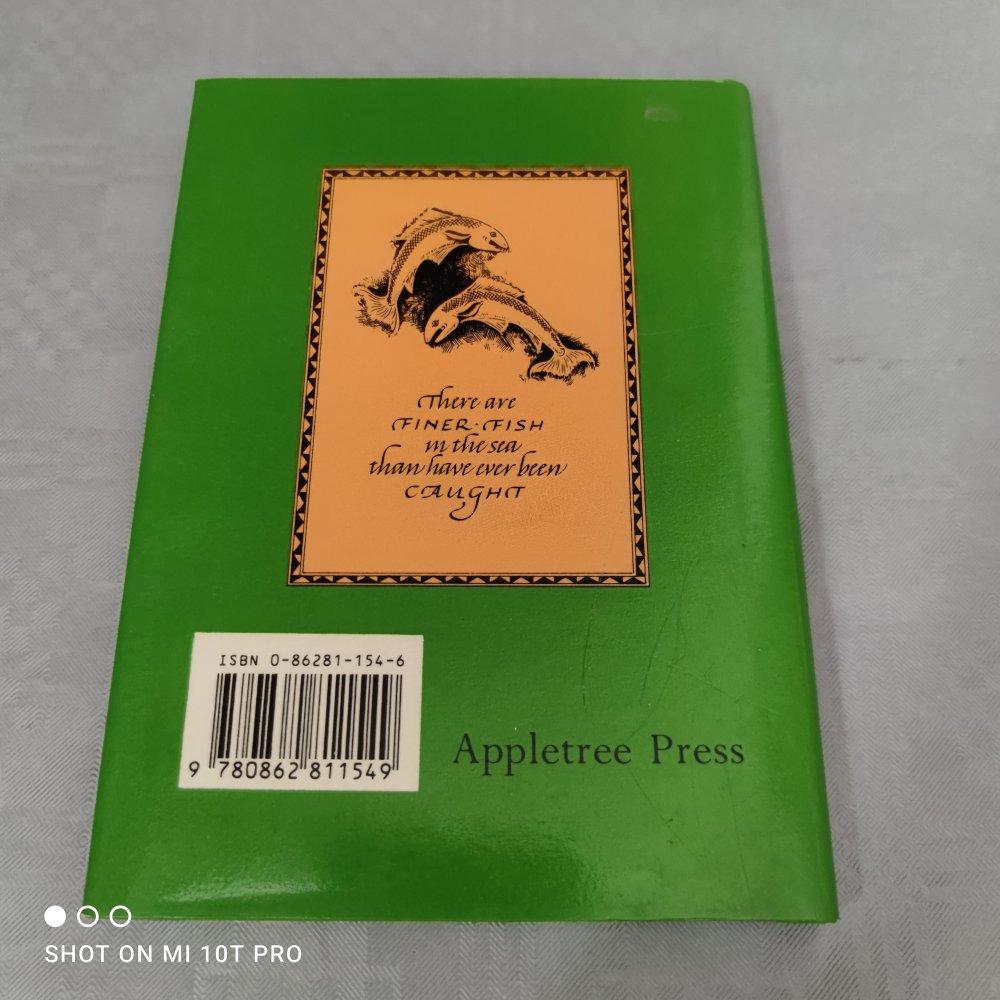 There are
FINER·FISH
in the sea
than have ever been
CAUGHT
ISBN 0-86281-154-6
9 780862 811549
Appletree Press
SHOT ON MI 10T PRO